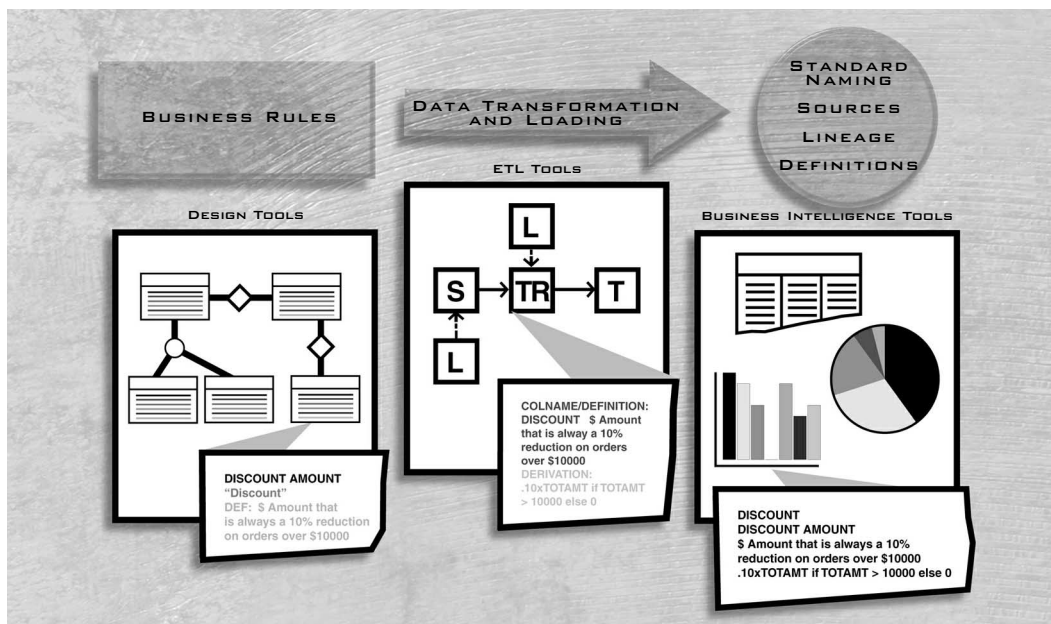 BUSINESS RULES
DATA TRANSFORMATION
AND LOADING
STANDARD
NAMING
SOURCES
LINEAGE
DEFINITIONS
DESIGN TOOLS
ETL TOOLS
BUSINESS INTELLIGENCE TOOLS
L
S
TR
T
L
DISCOUNT AMOUNT
“Discount”
DEF: $ Amount that
is always a 10% reduction
on orders over $10000
COLNAME/DEFINITION:
DISCOUNT $ Amount
that is alway a 10%
reduction on orders
over $10000
DERIVATION:
.10xTOTAMT if TOTAMT
> 10000 else 0
DISCOUNT
DISCOUNT AMOUNT
$ Amount that is always a 10%
reduction on orders over $10000
.10xTOTAMT if TOTAMT > 10000 else 0